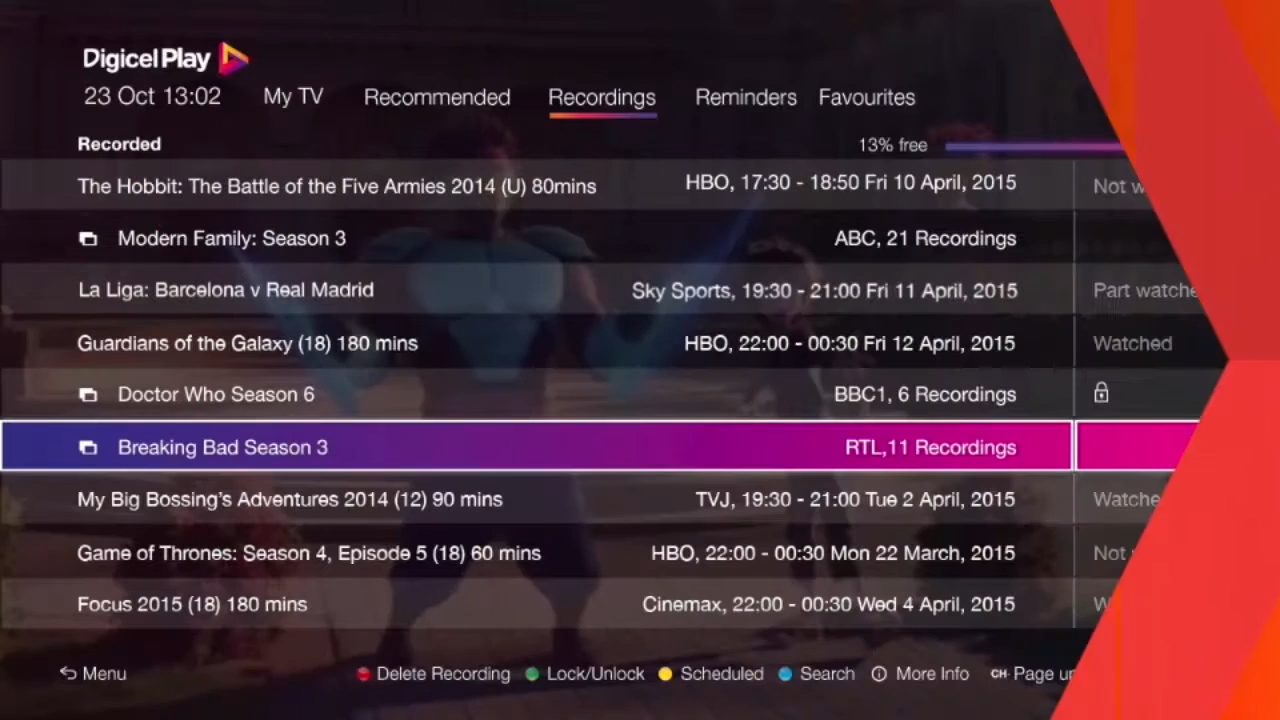 Digicel Play
23 Oct 13:02 My TV Recommended Recordings Reminders Favourites
Recorded 13% free
The Hobbit: The Battle of the Five Armies 2014 (U) 80mins HBO, 17:30 - 18:50 Fri 10 April, 2015 Not
Modern Family: Season 3 ABC, 21 Recordings
La Liga: Barcelona v Real Madrid Sky Sports, 19:30 - 21:00 Fri 11 April, 2015 Part watche
Guardians of the Galaxy (18) 180 mins HBO, 22:00 - 00:30 Fri 12 April, 2015 Watched
Doctor Who Season 6 BBC1, 6 Recordings
Breaking Bad Season 3 RTL,11 Recordings
My Big Bossing's Adventures 2014 (12) 90 mins TVJ, 19:30 - 21:00 Tue 2 April, 2015 Watche
Game of Thrones: Season 4, Episode 5 (18) 60 mins HBO, 22:00 - 00:30 Mon 22 March, 2015 Not
Focus 2015 (18) 180 mins Cinemax, 22:00 - 00:30 Wed 4 April, 2015 W
Menu Delete Recording Lock/Unlock Scheduled Search More Info CH Page up